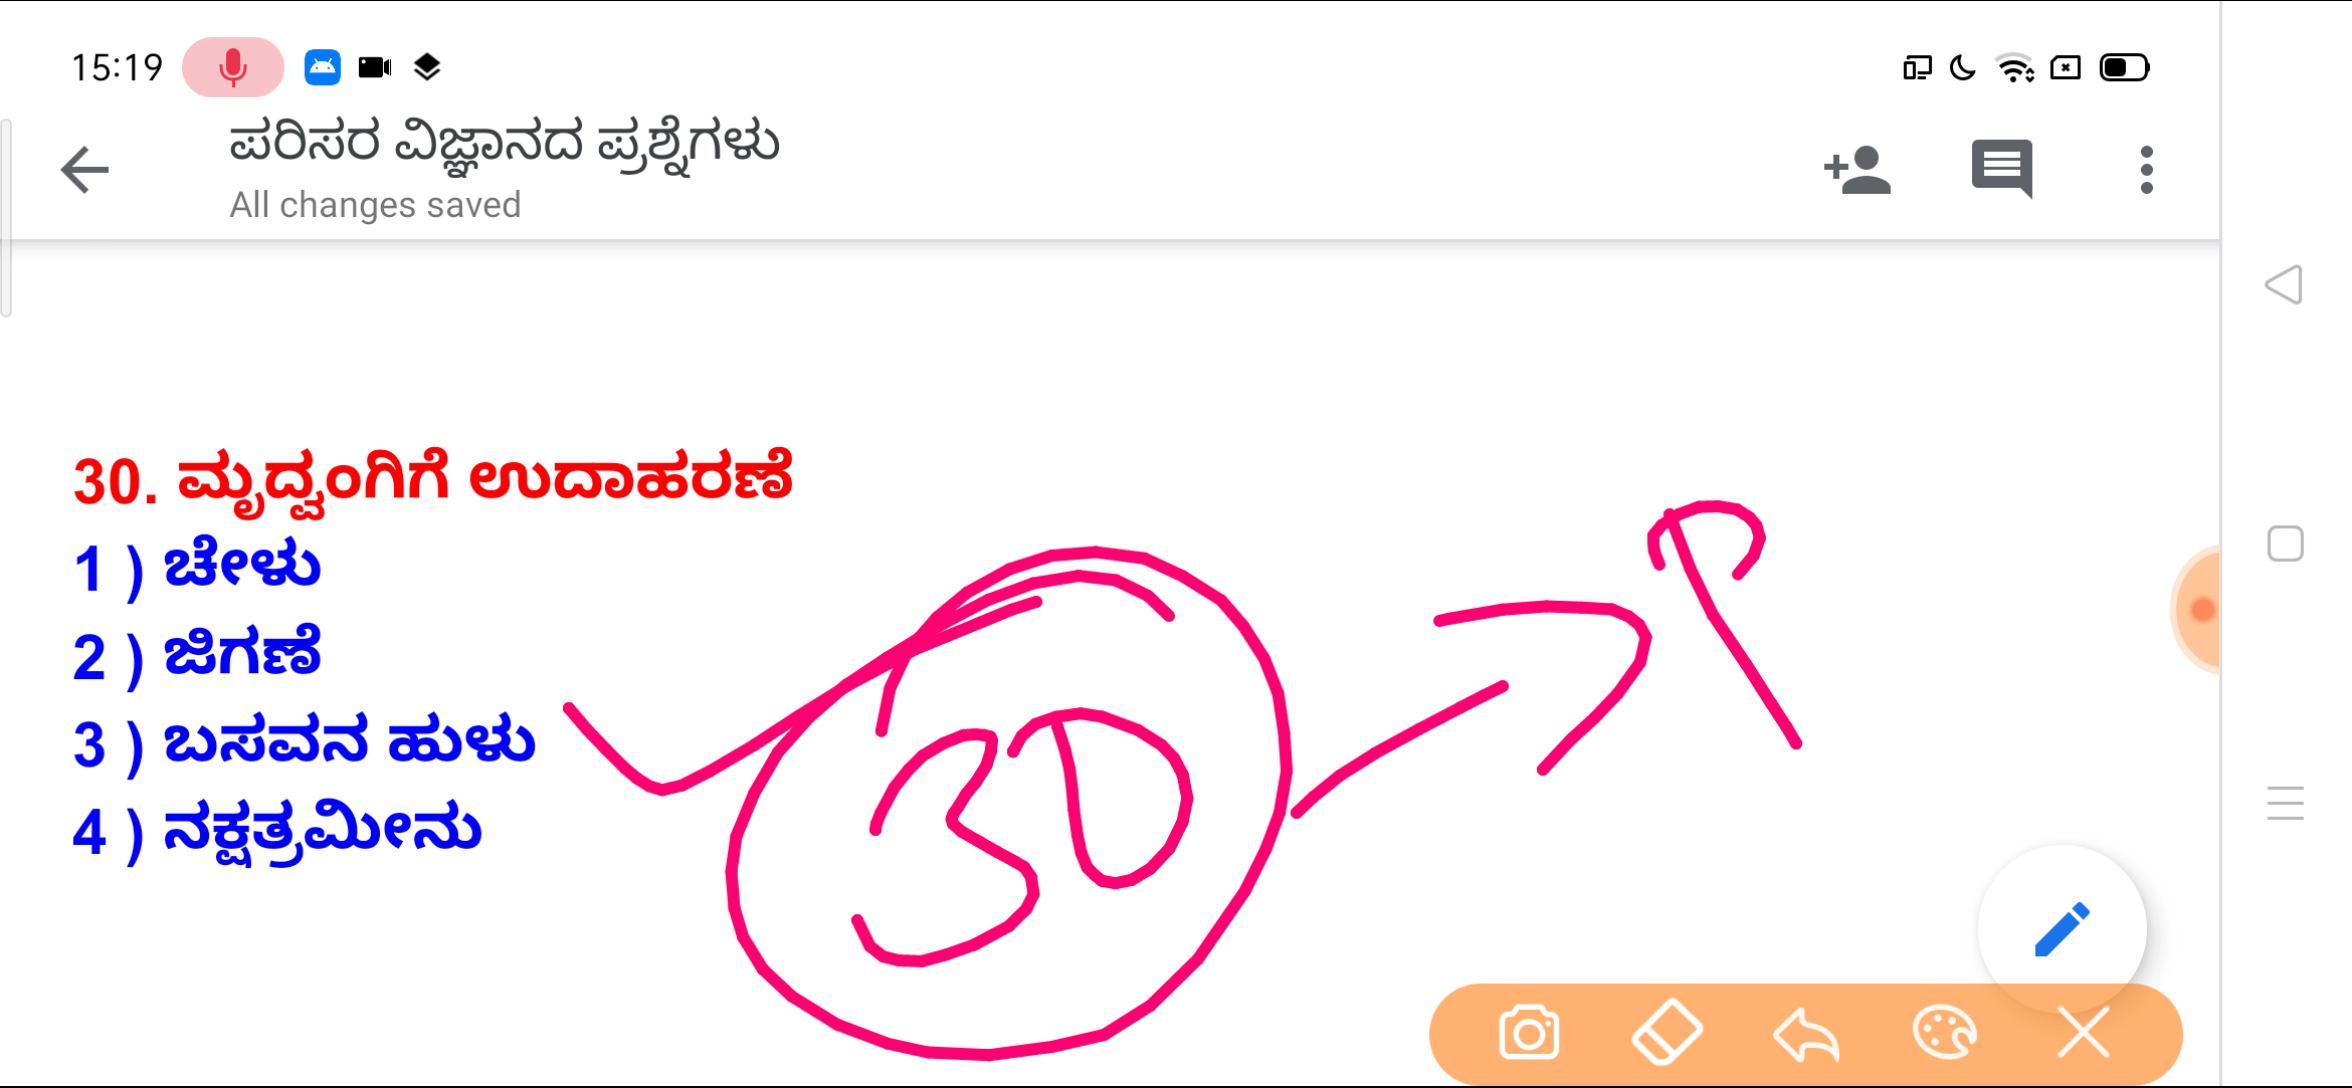 15:19
ಪರಿಸರ ವಿಜ್ಞಾನದ ಪ್ರಶ್ನೆಗಳು
All changes saved
30. ಮೃದ್ವಂಗಿಗೆ ಉದಾಹರಣೆ
1 ) ಚೇಳು
2 ) ಜಿಗಣೆ
3 ) ಬಸವನ ಹುಳು
4 ) ನಕ್ಷತ್ರಮೀನು
3D